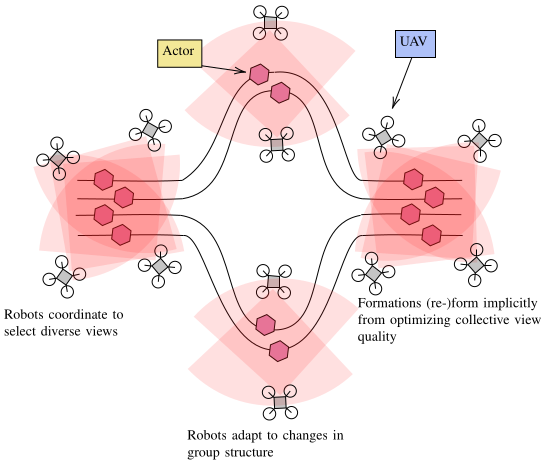 Actor
UAV
Robots coordinate to
select diverse views
Formations (re-)form implicitly
from optimizing collective view
quality
Robots adapt to changes in
group structure